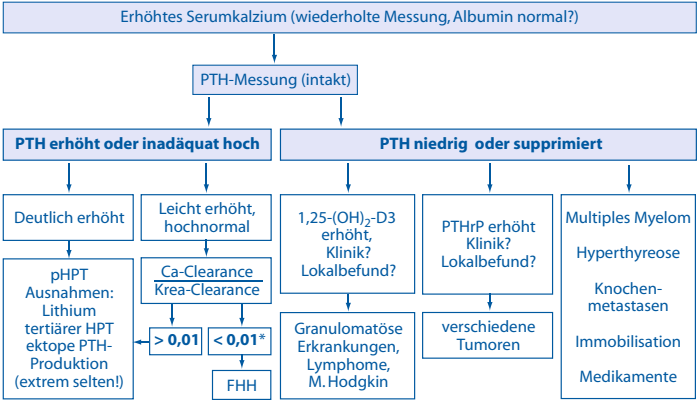 Erhöhtes Serumkalzium (wiederholte Messung, Albumin normal?)
PTH-Messung (intakt)
PTH erhöht oder inadäquat hoch
PTH niedrig oder supprimiert
Deutlich erhöht
Leicht erhöht,
hochnormal
1,25-(OH)₂-D3
erhöht,
Klinik?
Lokalbefund?
PTHrP erhöht
Klinik?
Lokalbefund?
Multiples Myelom
Hyperthyreose
Knochen-
metastasen
Immobilisation
Medikamente
pHPT
Ausnahmen:
Lithium
tertiärer HPT
ektope PTH-
Produktion
(extrem selten!)
Ca-Clearance
Krea-Clearance
> 0,01
< 0,01*
FHH
Granulomatöse
Erkrankungen,
Lymphome,
M. Hodgkin
verschiedene
Tumoren